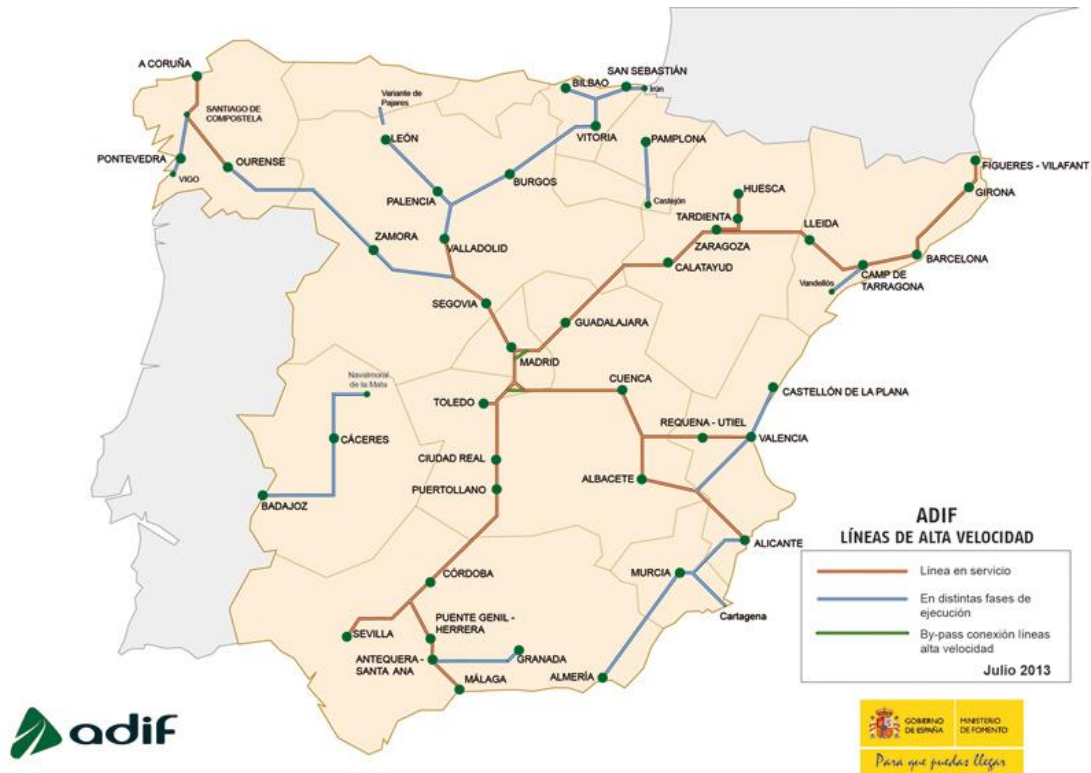 A CORUÑA
SANTIAGO DE
COMPOSTELA
PONTEVEDRA
VIGO
OURENSE
Variante de
Pajares
LEÓN
PALENCIA
BURGOS
VALLADOLID
ZAMORA
SEGOVIA
BILBAO
SAN SEBASTIÁN
Irún
VITORIA
PAMPLONA
Castejón
HUESCA
TARDIENTA
ZARAGOZA
CALATAYUD
GUADALAJARA
LLEIDA
FIGUERES - VILAFANT
GIRONA
BARCELONA
CAMP DE
TARRAGONA
Vandellós
MADRID
TOLEDO
CUENCA
REQUENA - UTIEL
CASTELLÓN DE LA PLANA
VALENCIA
ALBACETE
ALICANTE
MURCIA
Cartagena
ALMERÍA
Navalmoral
de la Mata
CÁCERES
BADAJOZ
CIUDAD REAL
PUERTOLLANO
CÓRDOBA
SEVILLA
PUENTE GENIL -
HERRERA
ANTEQUERA -
SANTA ANA
GRANADA
MÁLAGA
ADIF
LÍNEAS DE ALTA VELOCIDAD
Línea en servicio
En distintas fases de
ejecución
By-pass conexión líneas
alta velocidad
Julio 2013
adif
GOBIERNO
DE ESPAÑA
MINISTERIO
DE FOMENTO
Para que puedas llegar